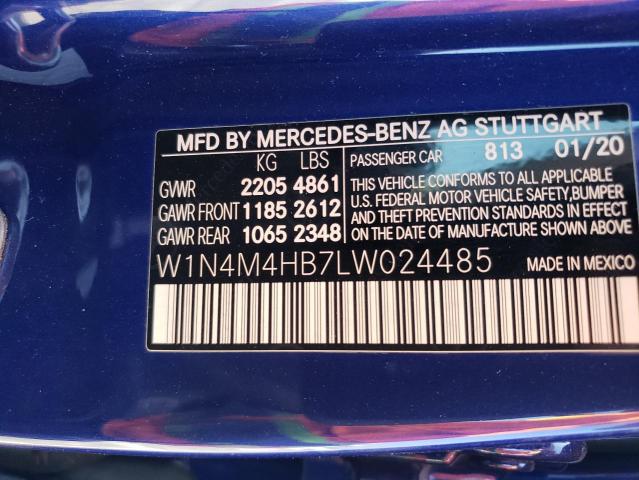 MFD BY MERCEDES-BENZ AG STUTTGART
KG LBS
GVWR 2205 4861
GAWR FRONT 1185 2612
GAWR REAR 1065 2348
PASSENGER CAR 813 01/20
THIS VEHICLE CONFORMS TO ALL APPLICABLE
U.S. FEDERAL MOTOR VEHICLE SAFETY, BUMPER
AND THEFT PREVENTION STANDARDS IN EFFECT
ON THE DATE OF MANUFACTURE SHOWN ABOVE
W1N4M4HB7LW024485 MADE IN MEXICO